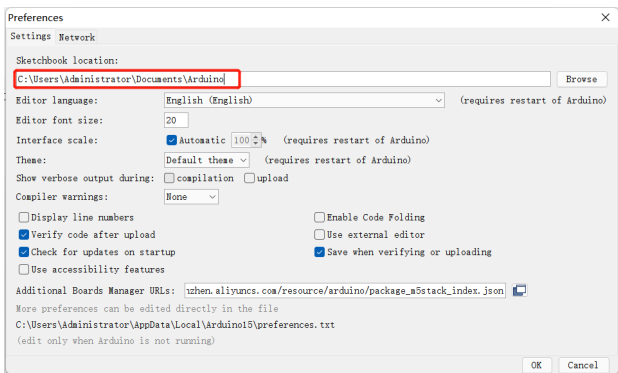 Preferences
Settings Network
Sketchbook location:
C:\Users\Administrator\Documents\Arduino Browse
Editor language: English (English) (requires restart of Arduino)
Editor font size: 20
Interface scale: Automatic 100 % (requires restart of Arduino)
Theme: Default theme (requires restart of Arduino)
Show verbose output during: compilation upload
Compiler warnings: None
Display line numbers Enable Code Folding
Verify code after upload Use external editor
Check for updates on startup Save when verifying or uploading
Use accessibility features
Additional Boards Manager URLs: nzhen.aliyuncs.com/resource/arduino/package_m5stack_index.json
More preferences can be edited directly in the file
C:\Users\Administrator\AppData\Local\Arduino15\preferences.txt
(edit only when Arduino is not running)
OK Cancel